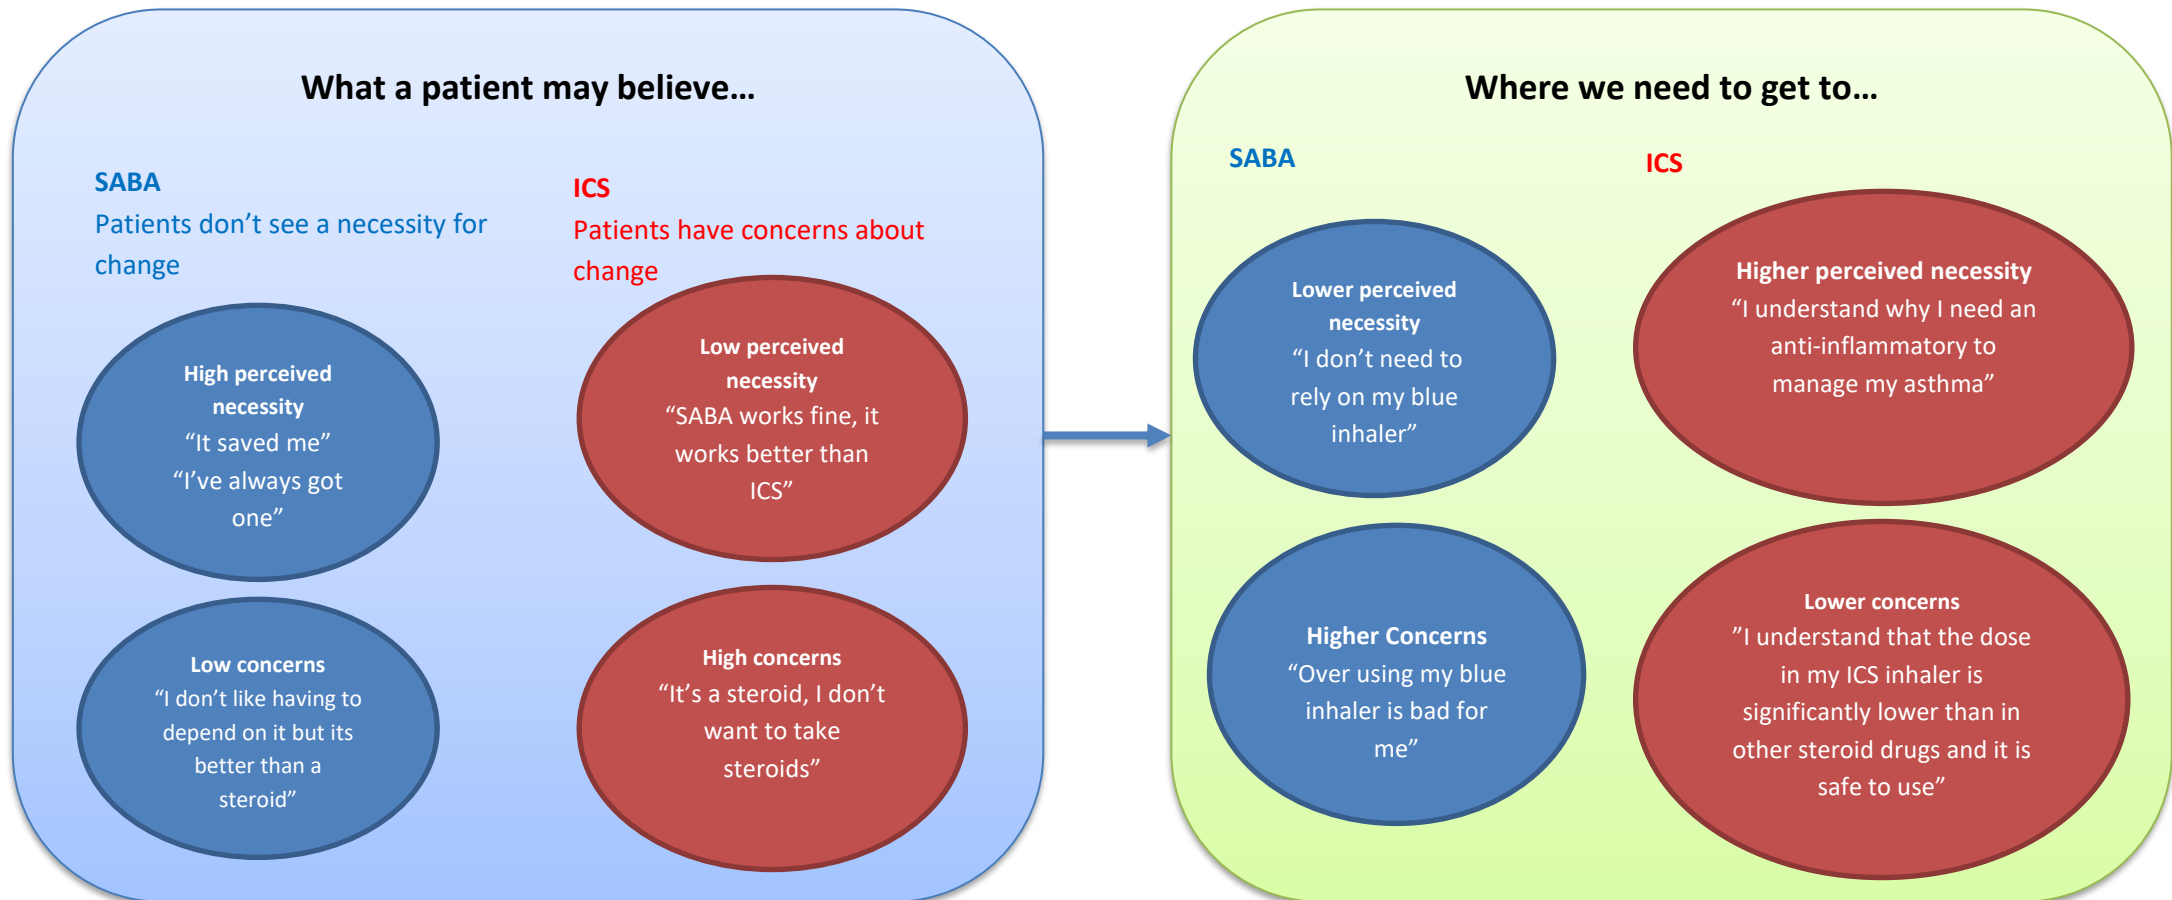 What a patient may believe…
SABA
Patients don’t see a necessity for
change
High perceived
necessity
“It saved me”
“I’ve always got
one”
Low concerns
“I don’t like having to
depend on it but its
better than a
steroid”
ICS
Patients have concerns about
change
Low perceived
necessity
“SABA works fine, it
works better than
ICS”
High concerns
“It’s a steroid, I don’t
want to take
steroids”
Where we need to get to…
SABA
Lower perceived
necessity
“I don’t need to
rely on my blue
inhaler”
Higher Concerns
“Over using my blue
inhaler is bad for
me”
ICS
Higher perceived necessity
“I understand why I need an
anti-inflammatory to
manage my asthma”
Lower concerns
”I understand that the dose
in my ICS inhaler is
significantly lower than in
other steroid drugs and it is
safe to use”